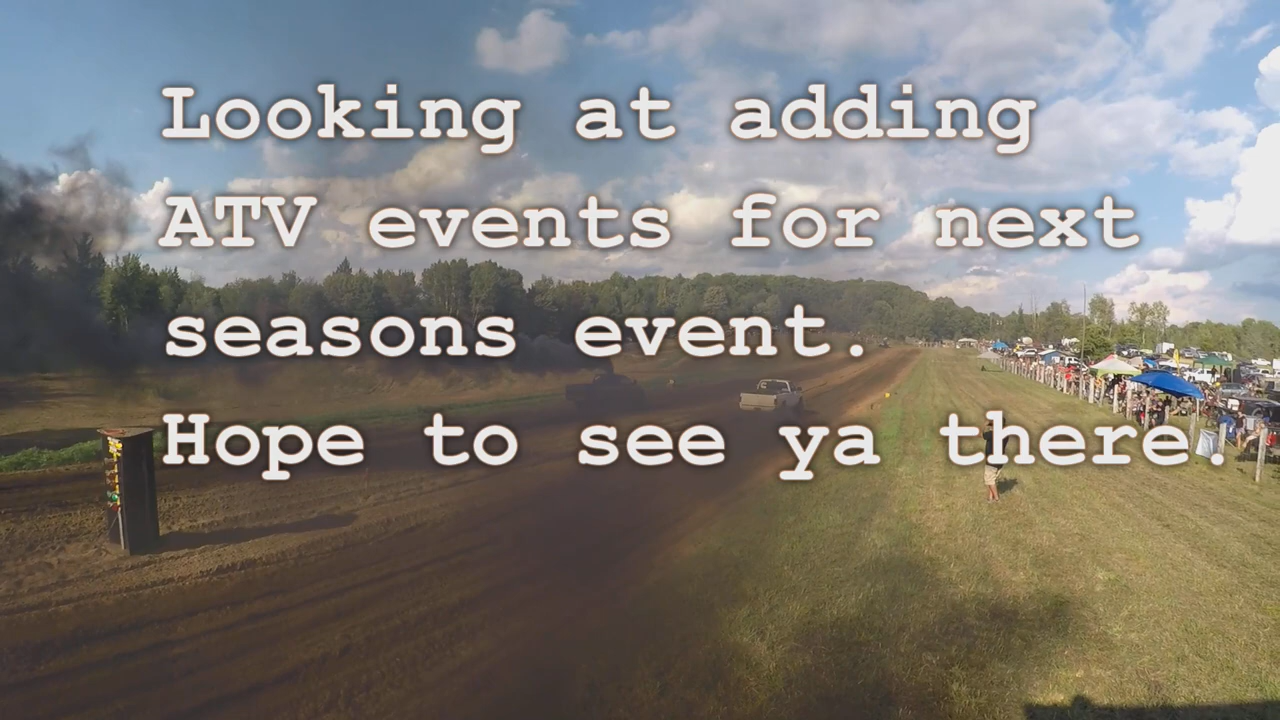 Looking at adding
ATV events for next
seasons event.
Hope to see ya there.